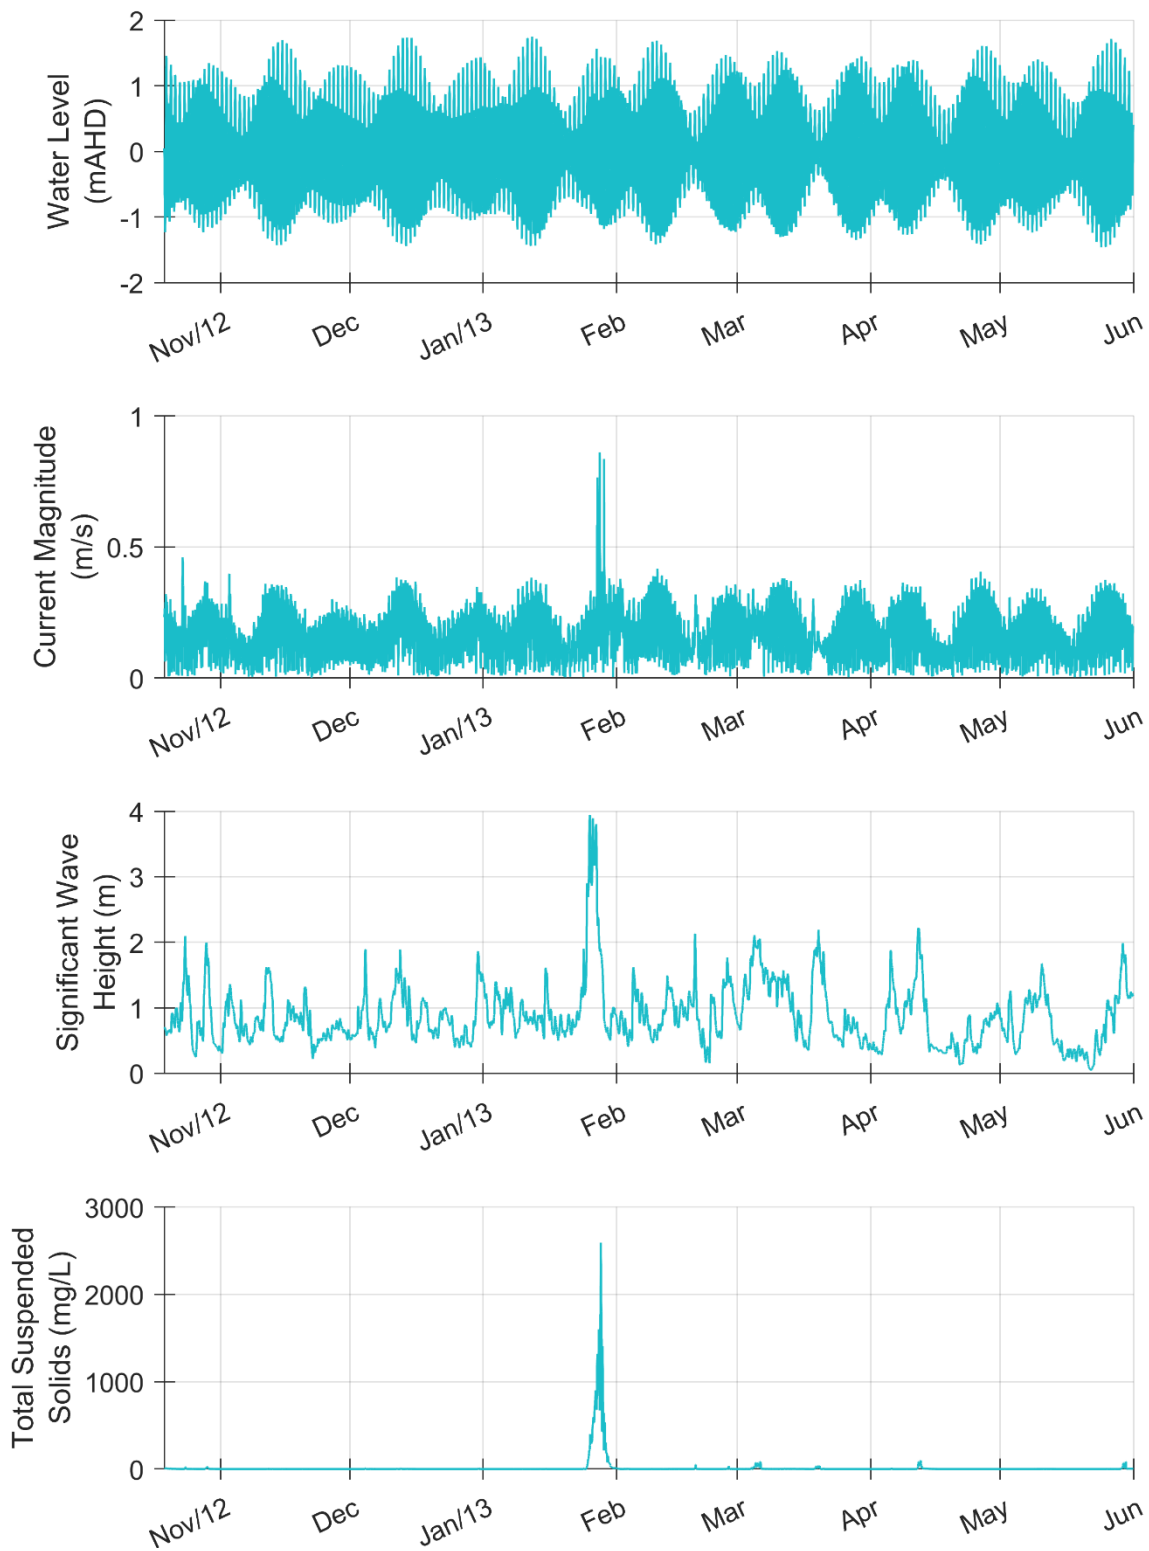 Water Level
(mAHD)
2
1
0
-1
-2
Nov/12 Dec Jan/13 Feb Mar Apr May Jun
Current Magnitude
(m/s)
1
0.5
0
Nov/12 Dec Jan/13 Feb Mar Apr May Jun
Significant Wave
Height (m)
4
3
2
1
0
Nov/12 Dec Jan/13 Feb Mar Apr May Jun
Total Suspended
Solids (mg/L)
3000
2000
1000
0
Nov/12 Dec Jan/13 Feb Mar Apr May Jun